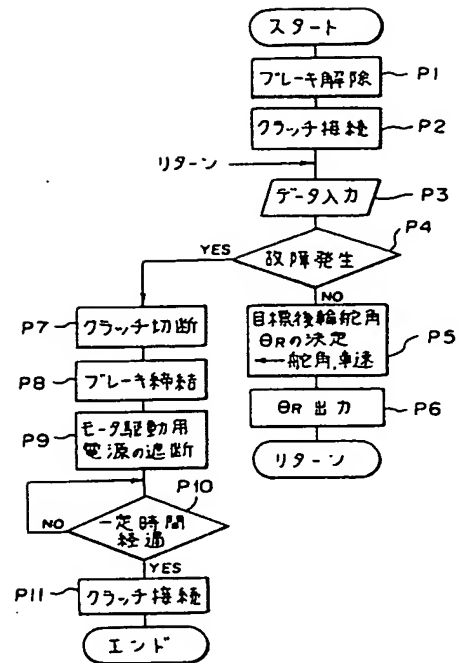 スタート
ブレーキ解除
P1
クラッチ接続
P2
リターン
データ入力
P3
P4
故障発生
YES
NO
目標後輪舵角
θRの決定
←舵角,車速
P5
θR 出力
P6
リターン
P7
クラッチ切断
P8
ブレーキ締結
P9
モータ駆動用
電源の遮断
P10
一定時間
経過
NO
YES
P11
クラッチ接続
エンド